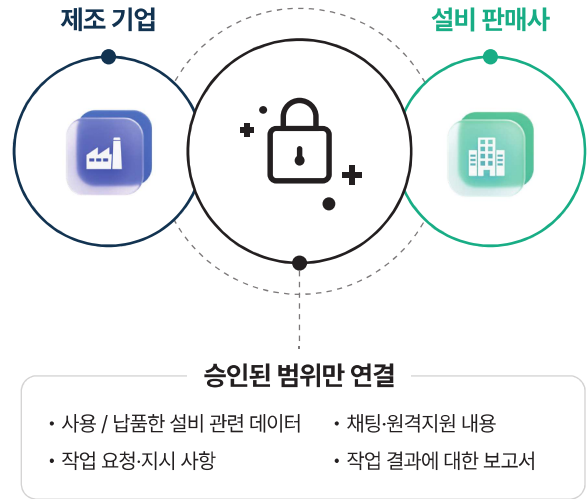 제조 기업
설비 판매사
승인된 범위만 연결
• 사용 / 납품한 설비 관련 데이터
• 채팅·원격지원 내용
• 작업 요청·지시 사항
• 작업 결과에 대한 보고서